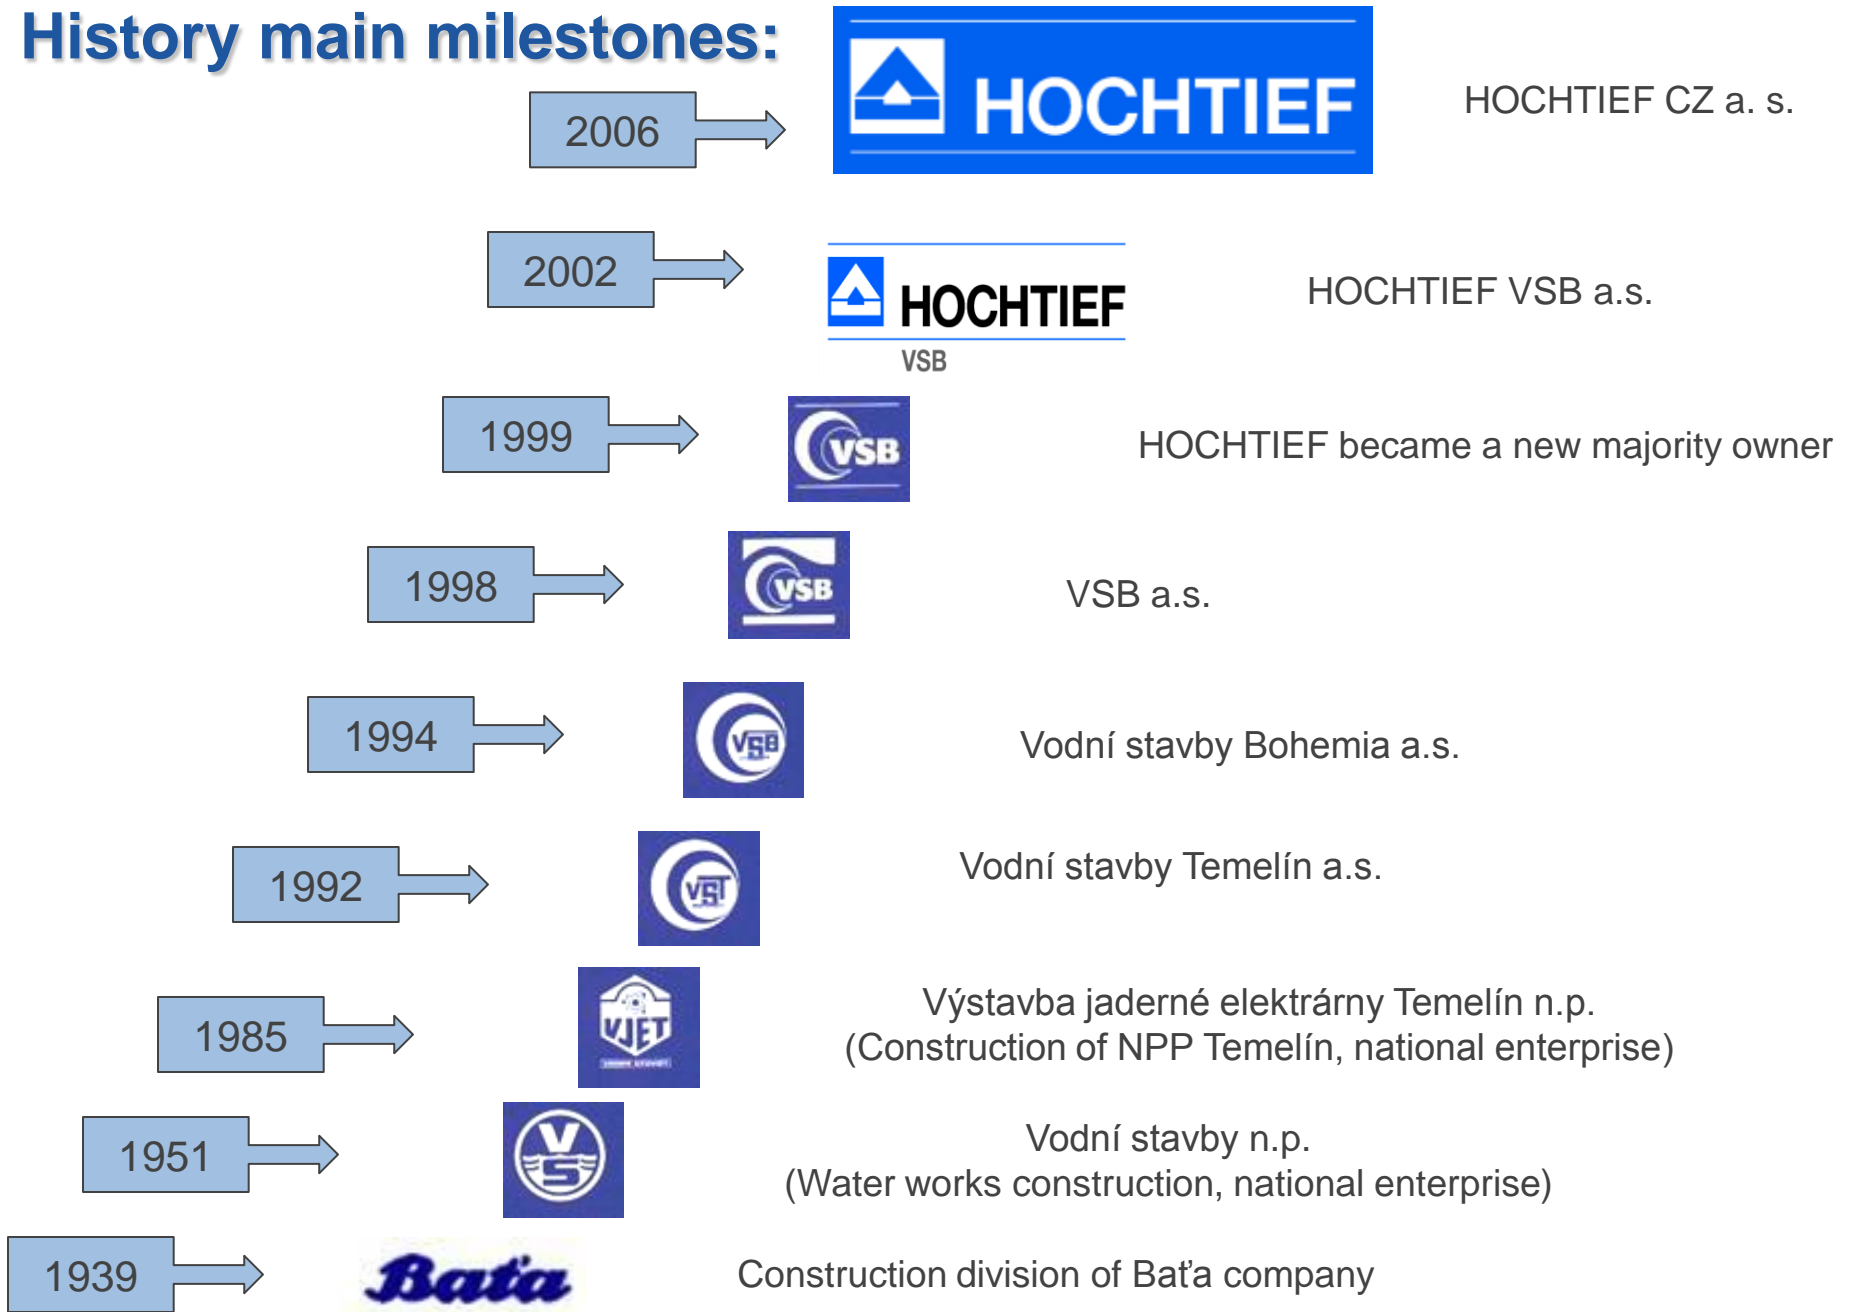 History main milestones:
2006
HOCHTIEF
HOCHTIEF CZ a. s.
2002
HOCHTIEF
VSB
HOCHTIEF VSB a.s.
1999
VSB
HOCHTIEF became a new majority owner
1998
VSB
VSB a.s.
1994
VSB
Vodní stavby Bohemia a.s.
1992
VST
Vodní stavby Temelín a.s.
1985
VJET
Výstavba jaderné elektrárny Temelín n.p.
(Construction of NPP Temelín, national enterprise)
1951
VS
Vodní stavby n.p.
(Water works construction, national enterprise)
1939
Baťa
Construction division of Baťa company